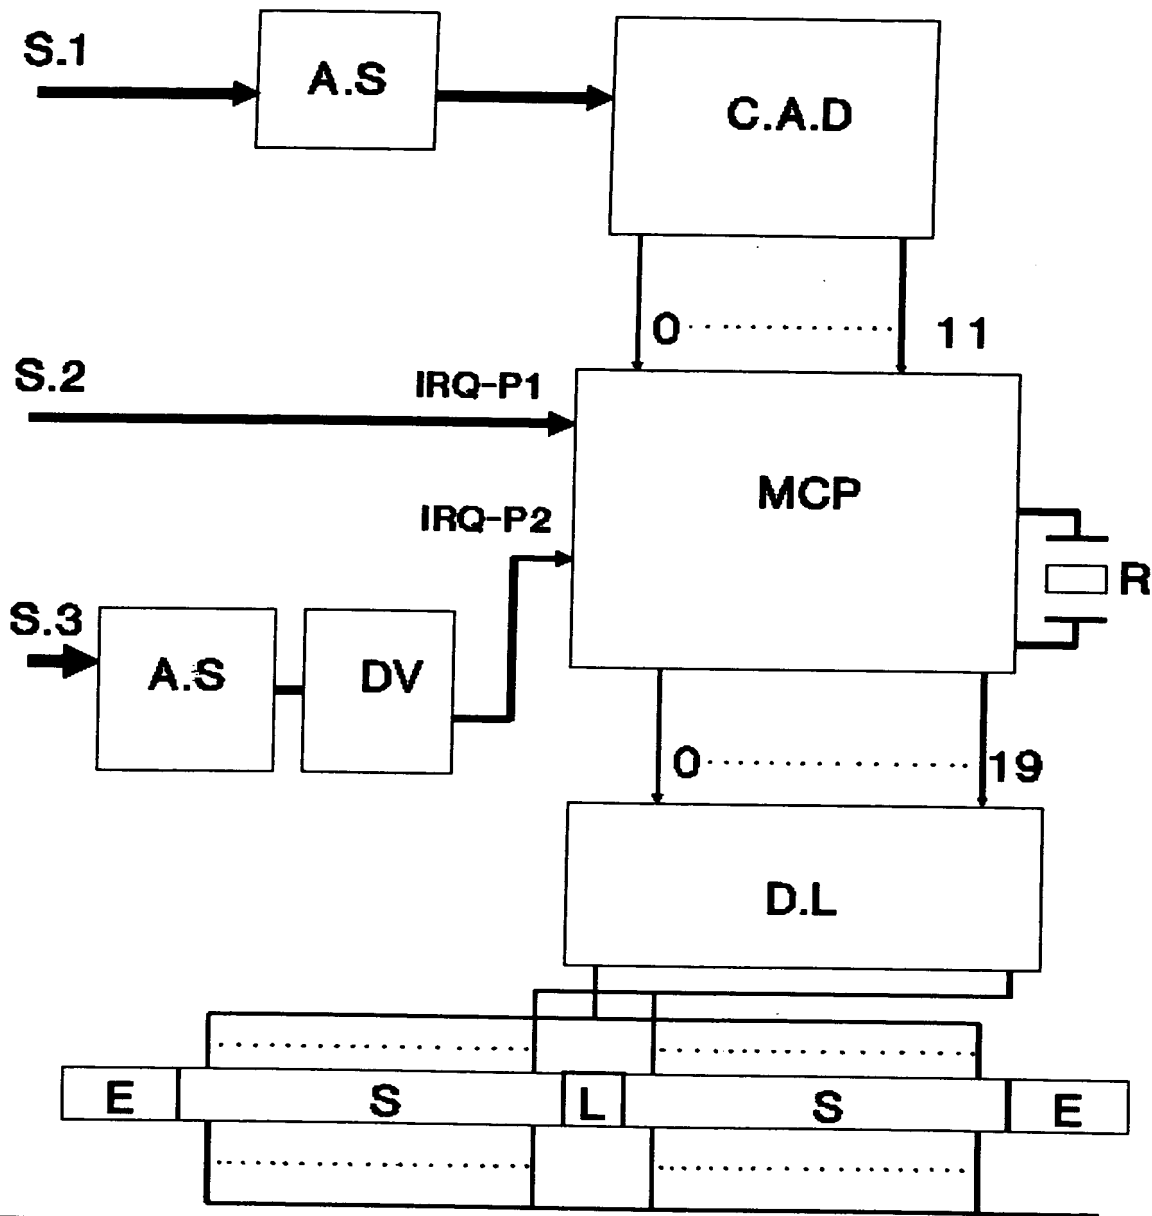 S.1
A.S
C.A.D
0 11
S.2
IRQ-P1
MCP
IRQ-P2
R
S.3
A.S
DV
0 19
D.L
E S L S E